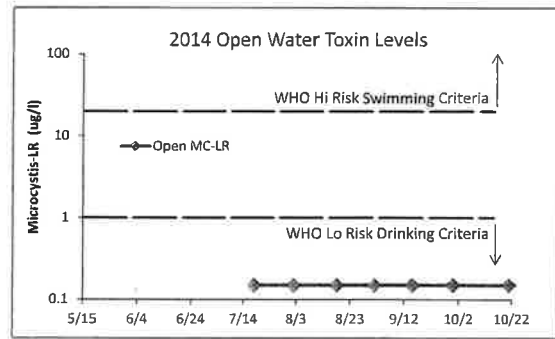 2014 Open Water Toxin Levels
100
WHO Hi Risk Swimming Criteria
10
Open MC-LR
Microcystis-LR (ug/l)
1
WHO Lo Risk Drinking Criteria
0.1
5/15 6/4 6/24 7/14 8/3 8/23 9/12 10/2 10/22